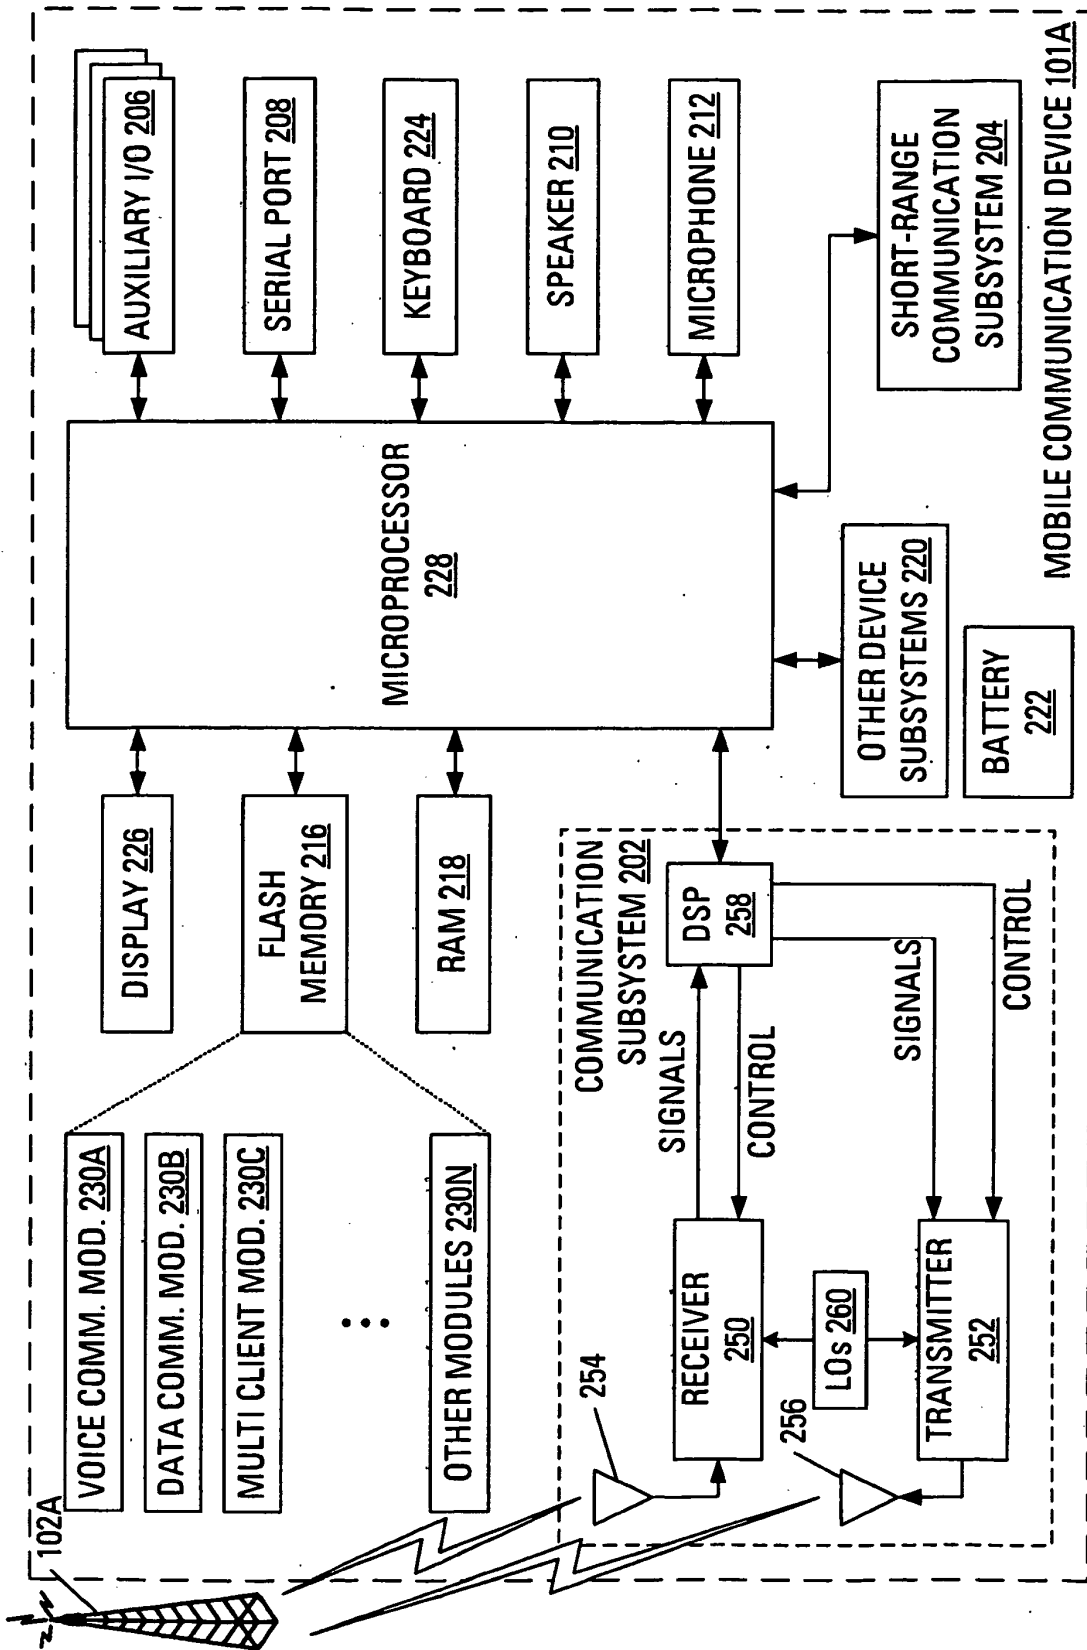 102A
VOICE COMM. MOD. 230A
DATA COMM. MOD. 230B
MULTI CLIENT MOD. 230C
OTHER MODULES 230N
DISPLAY 226
FLASH
MEMORY 216
RAM 218
MICROPROCESSOR
228
AUXILIARY I/O 206
SERIAL PORT 208
KEYBOARD 224
SPEAKER 210
MICROPHONE 212
COMMUNICATION
SUBSYSTEM 202
254
RECEIVER
250
SIGNALS
CONTROL
DSP
258
LOs 260
256
TRANSMITTER
252
SIGNALS
CONTROL
OTHER DEVICE
SUBSYSTEMS 220
BATTERY
222
SHORT-RANGE
COMMUNICATION
SUBSYSTEM 204
MOBILE COMMUNICATION DEVICE 101A